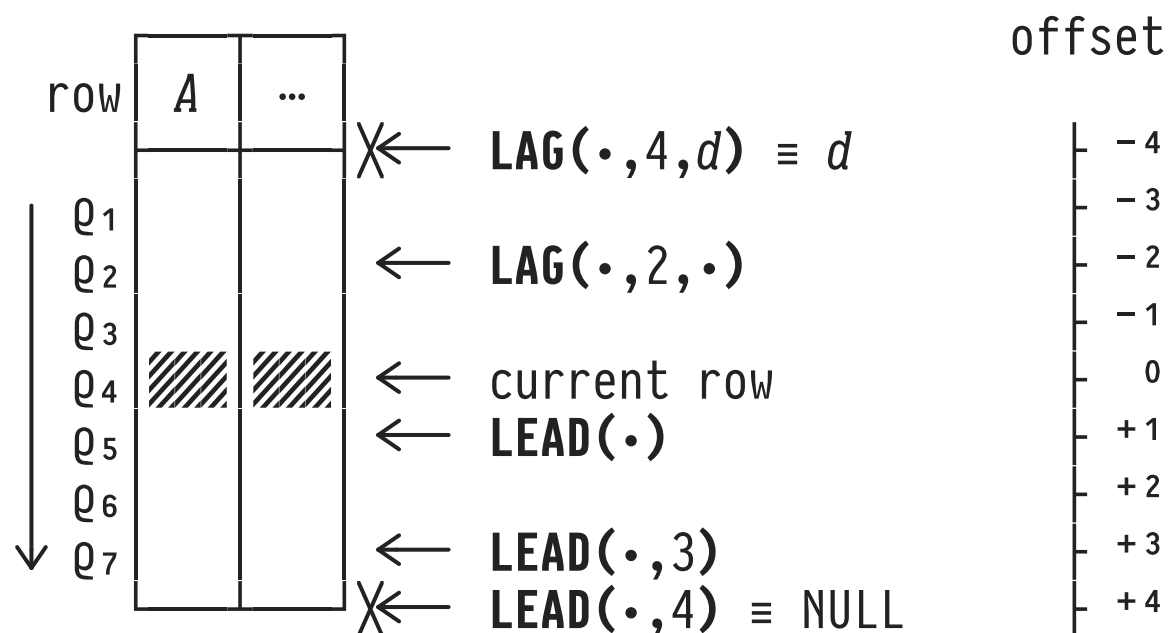 offset
row A ⋯
LAG(·,4,d) ≡ d −4
ϱ1 −3
ϱ2 LAG(·,2,·) −2
ϱ3 −1
ϱ4 current row 0
ϱ5 LEAD(·) +1
ϱ6 +2
ϱ7 LEAD(·,3) +3
LEAD(·,4) ≡ NULL +4